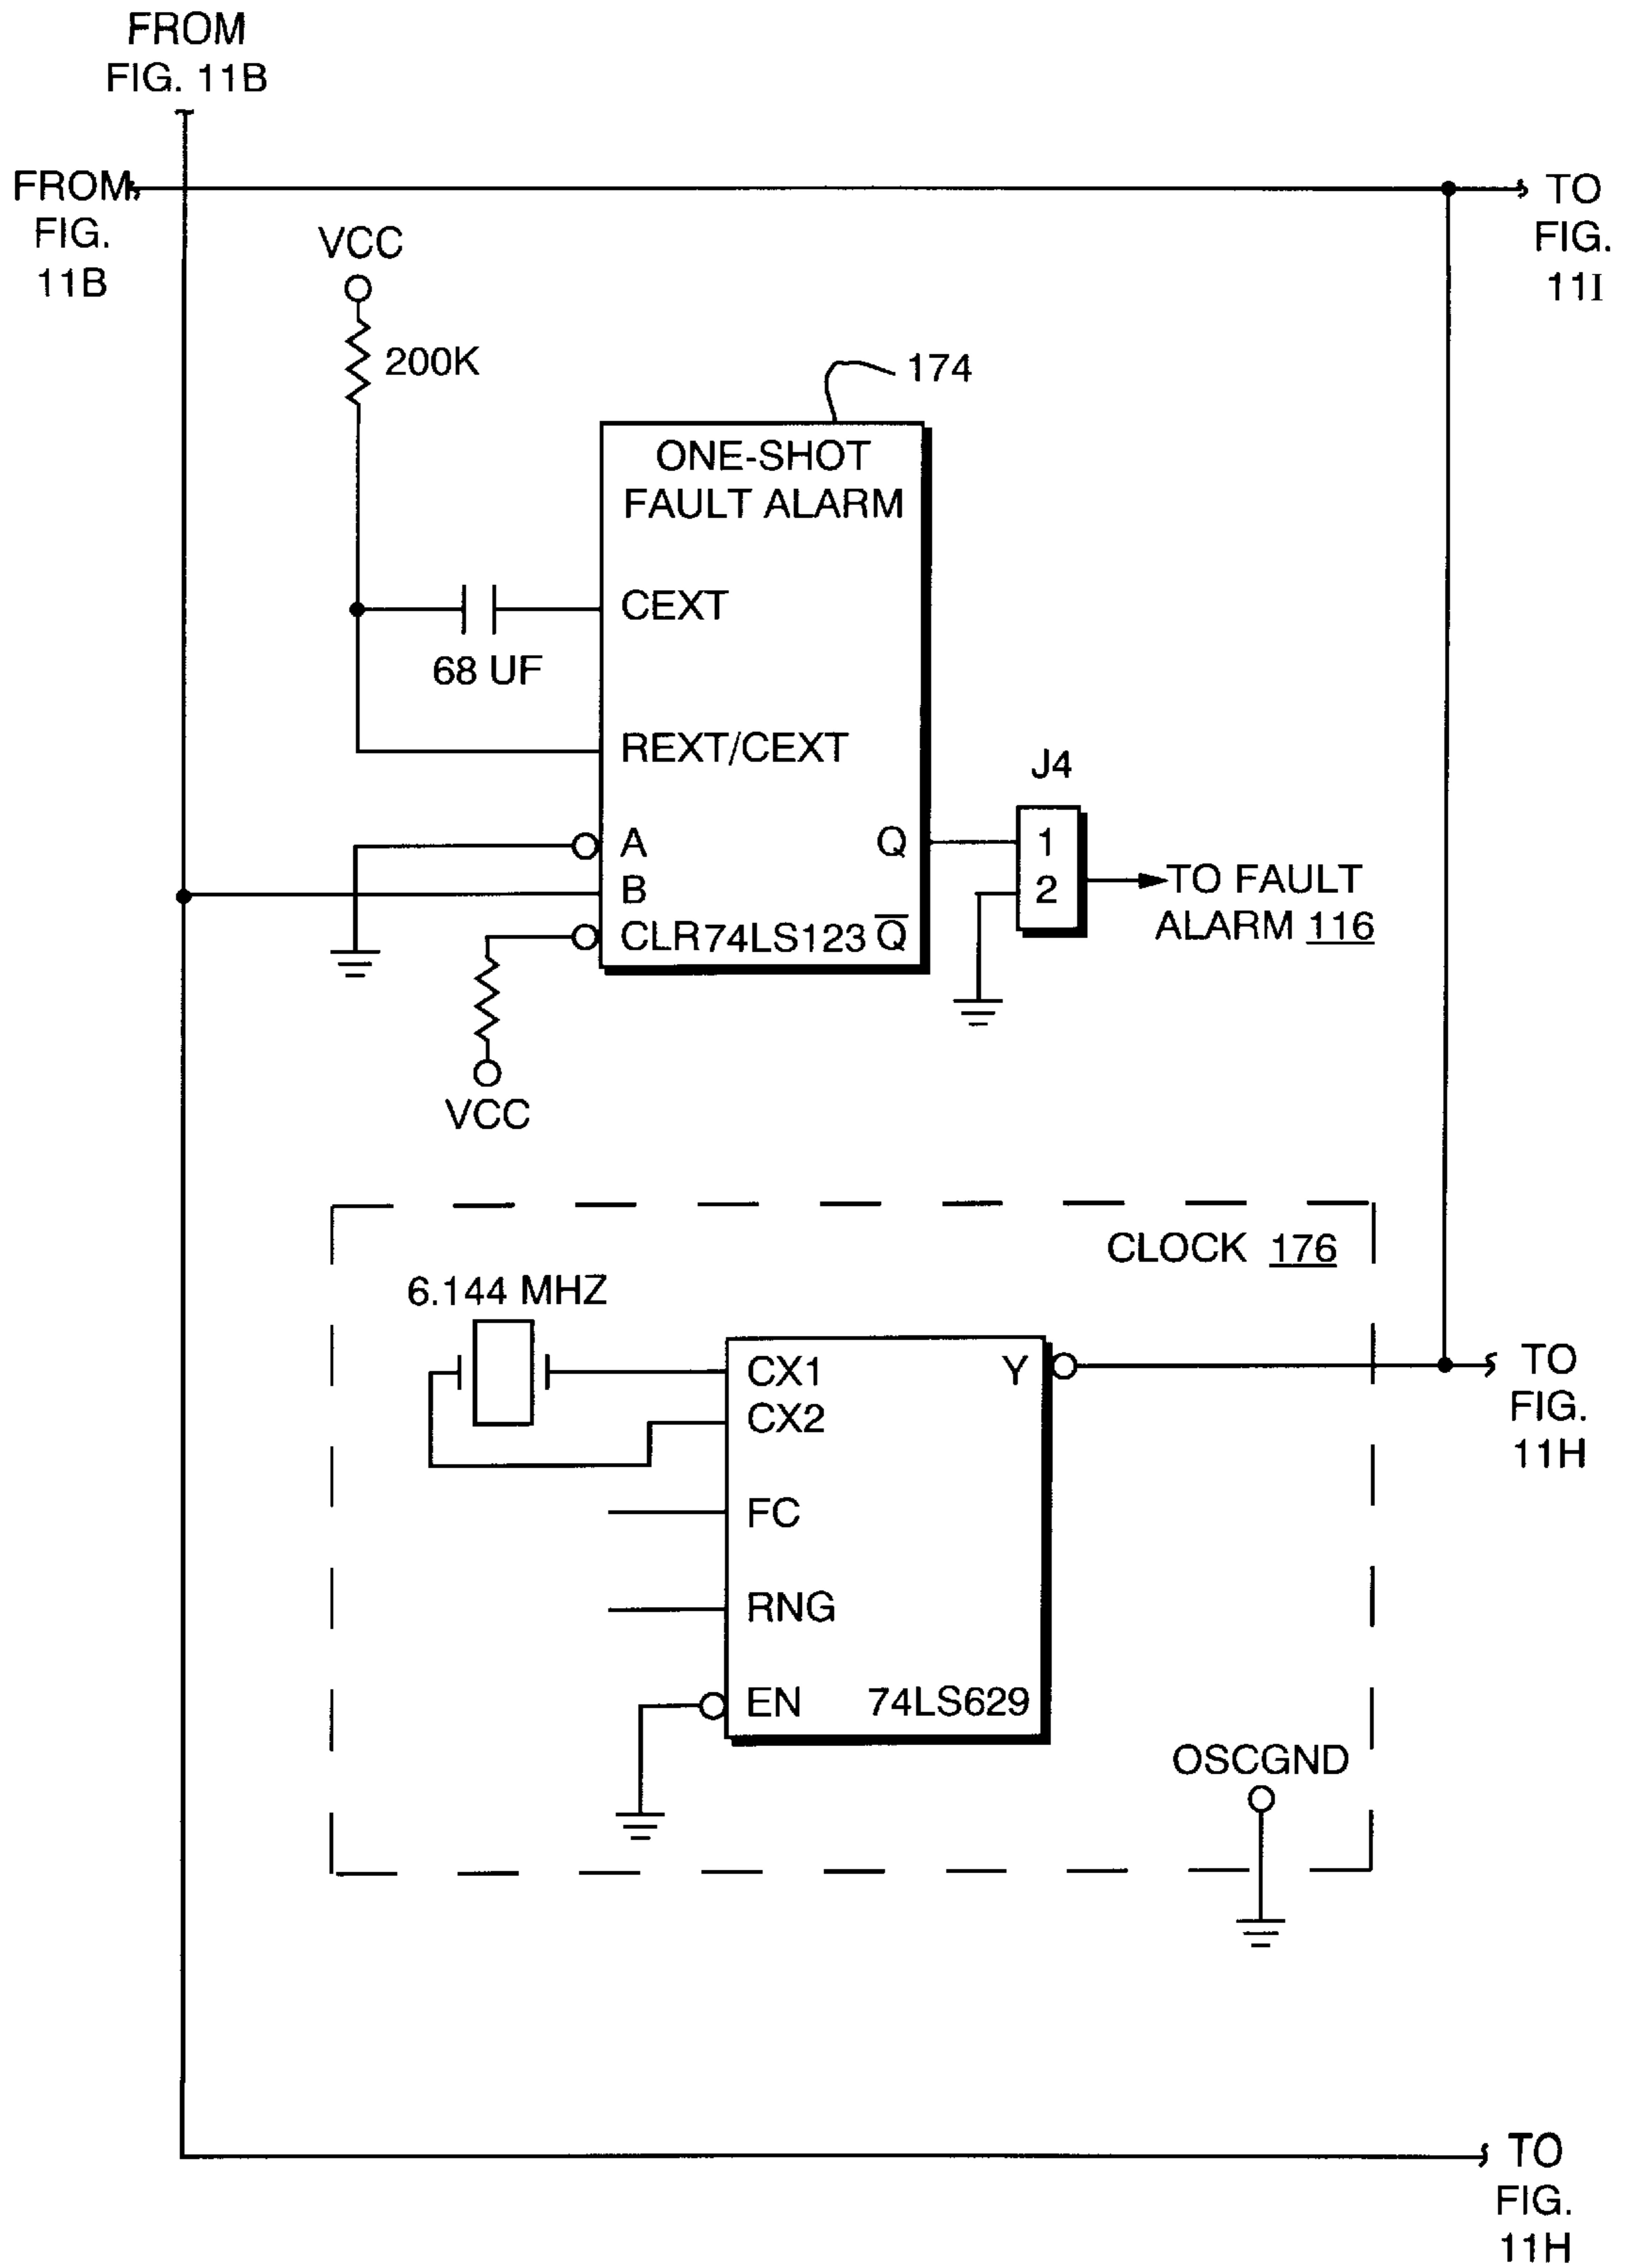 FROM
FIG. 11B
FROM
FIG.
11B
TO
FIG.
11I
VCC
200K
174
ONE-SHOT
FAULT ALARM
CEXT
68 UF
REXT/CEXT
J4
A
Q
1
B
2
TO FAULT
ALARM 116
CLR 74LS123 Q̅
VCC
CLOCK 176
6.144 MHZ
CX1
Y
CX2
TO
FIG.
11H
FC
RNG
EN
74LS629
OSCGND
TO
FIG.
11H